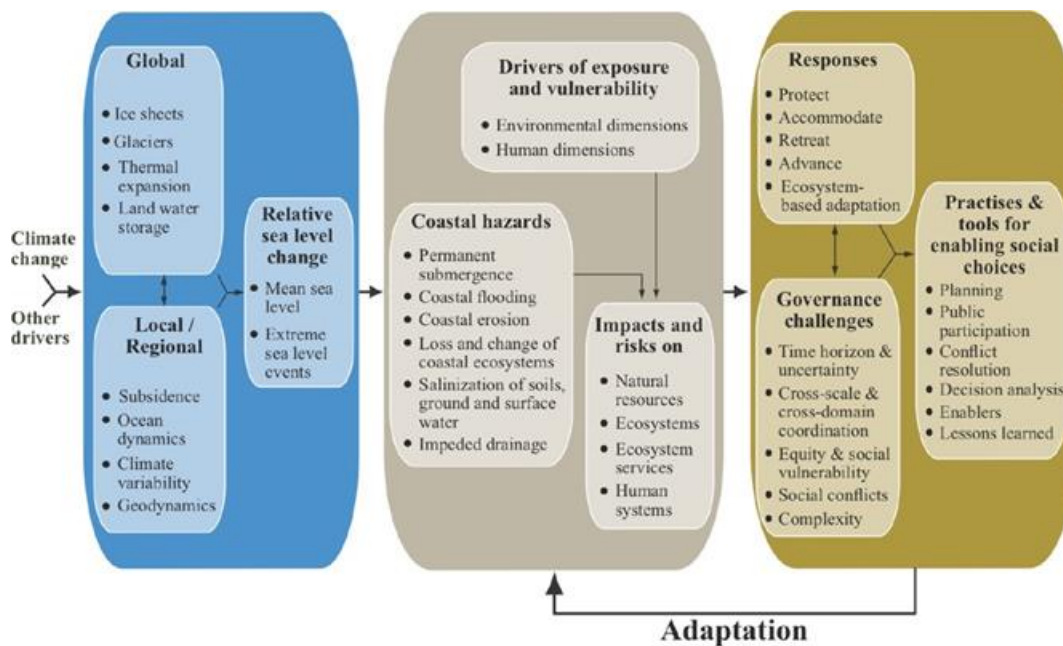 Climate
change
Other
drivers
Global
• Ice sheets
• Glaciers
• Thermal
expansion
• Land water
storage
Local /
Regional
• Subsidence
• Ocean
dynamics
• Climate
variability
• Geodynamics
Relative
sea level
change
• Mean sea
level
• Extreme
sea level
events
Drivers of exposure
and vulnerability
• Environmental dimensions
• Human dimensions
Coastal hazards
• Permanent
submergence
• Coastal flooding
• Coastal erosion
• Loss and change of
coastal ecosystems
• Salinization of soils,
ground and surface
water
• Impeded drainage
Impacts and
risks on
• Natural
resources
• Ecosystems
• Ecosystem
services
• Human
systems
Responses
• Protect
• Accommodate
• Retreat
• Advance
• Ecosystem-
based adaptation
Governance
challenges
• Time horizon &
uncertainty
• Cross-scale &
cross-domain
coordination
• Equity & social
vulnerability
• Social conflicts
• Complexity
Practises &
tools for
enabling social
choices
• Planning
• Public
participation
• Conflict
resolution
• Decision analysis
• Enablers
• Lessons learned
Adaptation